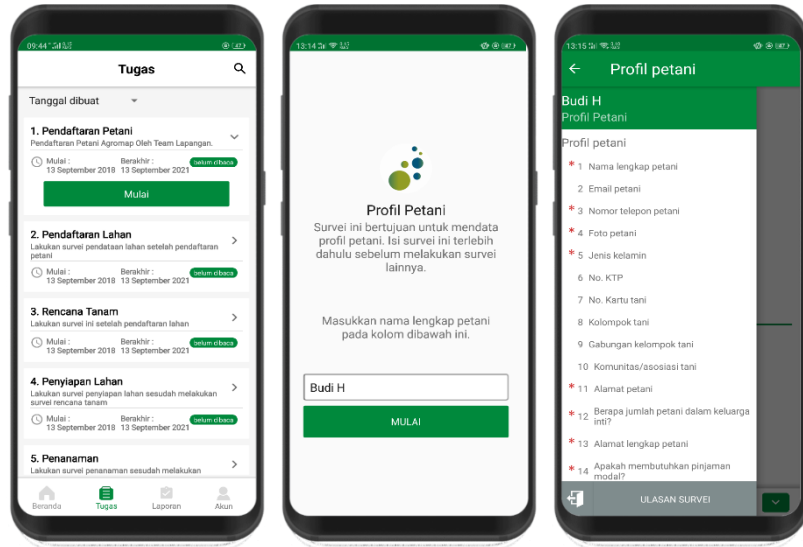 09:44
Tugas
Tanggal dibuat
1. Pendaftaran Petani
Pendaftaran Petani Agromap Oleh Team Lapangan.
Mulai : Berakhir : belum dibaca
13 September 2018 13 September 2021
Mulai
2. Pendaftaran Lahan
Lakukan survei pendataan lahan setelah pendaftaran
petani
Mulai : Berakhir : belum dibaca
13 September 2018 13 September 2021
3. Rencana Tanam
Lakukan survei ini setelah pendaftaran lahan
Mulai : Berakhir : belum dibaca
13 September 2018 13 September 2021
4. Penyiapan Lahan
Lakukan survei penyiapan lahan sesudah melakukan
survei rencana tanam
Mulai : Berakhir : belum dibaca
13 September 2018 13 September 2021
5. Penanaman
Lakukan survei penanaman sesudah melakukan
Beranda Tugas Laporan Akun
13:14
Profil Petani
Survei ini bertujuan untuk mendata
profil petani. Isi survei ini terlebih
dahulu sebelum melakukan survei
lainnya.
Masukkan nama lengkap petani
pada kolom dibawah ini.
Budi H
MULAI
13:15
Profil petani
Budi H
Profil Petani
Profil petani
* 1 Nama lengkap petani
2 Email petani
* 3 Nomor telepon petani
* 4 Foto petani
* 5 Jenis kelamin
6 No. KTP
7 No. Kartu tani
8 Kolompok tani
9 Gabungan kelompok tani
10 Komunitas/asosiasi tani
* 11 Alamat petani
* 12 Berapa jumlah petani dalam keluarga
inti?
* 13 Alamat lengkap petani
* 14 Apakah membutuhkan pinjaman
modal?
ULASAN SURVEI